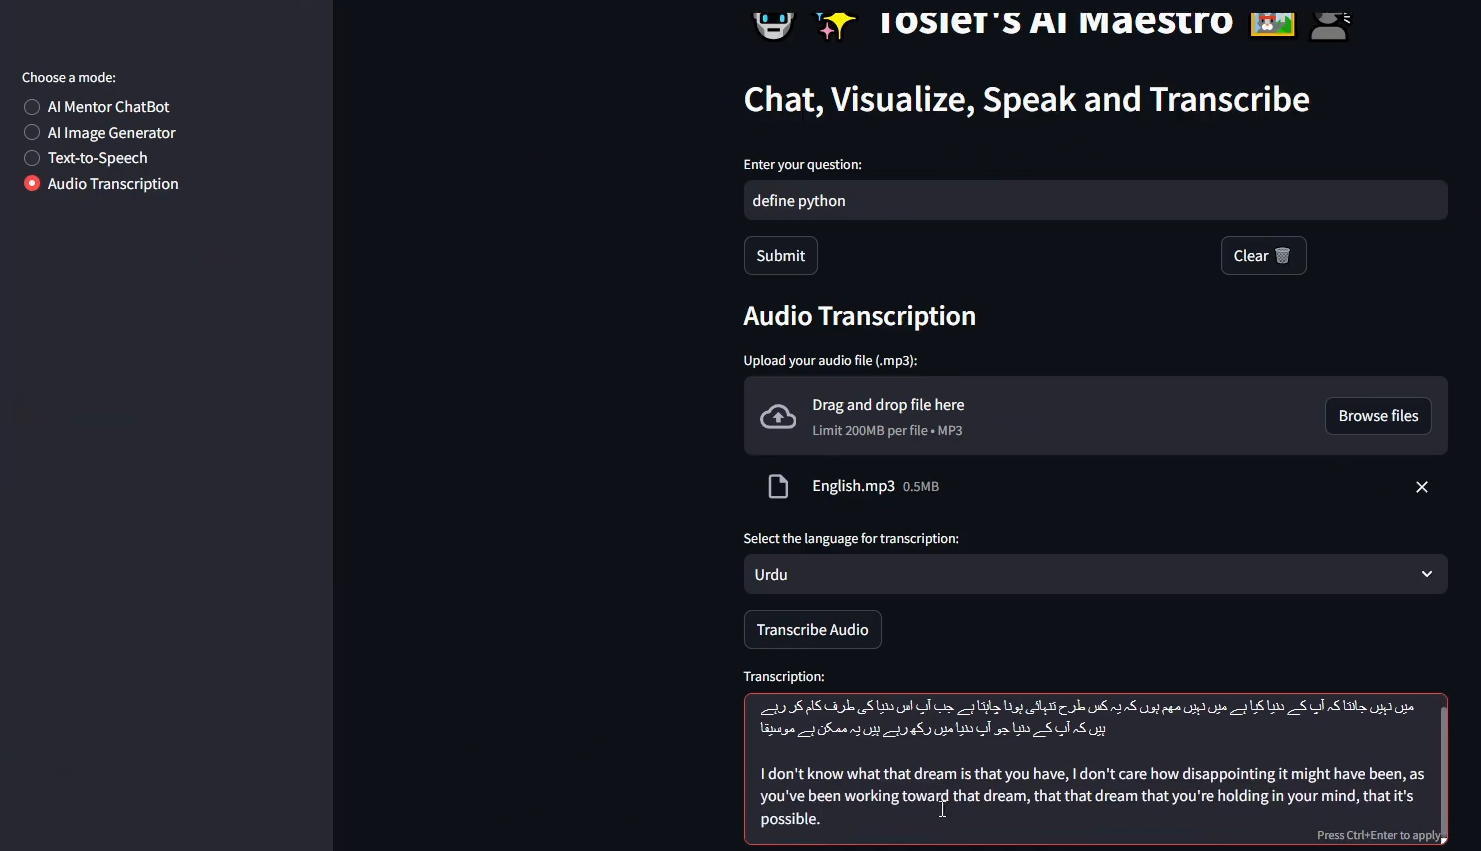 Choose a mode:
AI Mentor ChatBot
AI Image Generator
Text-to-Speech
Audio Transcription
Tosief's AI Maestro
Chat, Visualize, Speak and Transcribe
Enter your question:
define python
Submit
Clear
Audio Transcription
Upload your audio file (.mp3):
Drag and drop file here
Limit 200MB per file • MP3
Browse files
English.mp3 0.5MB
Select the language for transcription:
Urdu
Transcribe Audio
Transcription:
میں نہیں جانتا کہ آپ کے دنیا کیا ہے میں نہیں مهم ہوں کہ یہ کس طرح تنہائی ہونا چاہتا ہے جب آپ اس دنیا کی طرف کام کر رہے
ہیں کہ آپ کے دنیا جو آپ دنیا میں رکھ رہے ہیں یہ ممکن ہے موسیقا
I don't know what that dream is that you have, I don't care how disappointing it might have been, as
you've been working toward that dream, that that dream that you're holding in your mind, that it's
possible.
Press Ctrl+Enter to apply